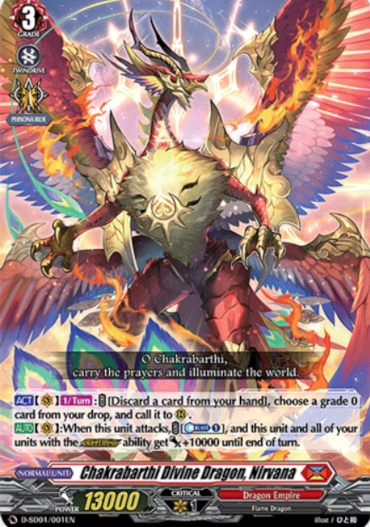 3
GRADE
TWINDRIVE
PERSONA RIDE
O Chakrabarthi,
carry the prayers and illuminate the world.
ACT【 】 1/Turn : [Discard a card from your hand], choose a grade 0
card from your drop, and call it to .
AUTO【 】:When this unit attacks, [ 1], and this unit and all of your
units with the OVERDRESS ability get +10000 until end of turn.
NORMAL UNIT Chakrabarthi Divine Dragon, Nirvana
POWER 13000 CRITICAL 1 Dragon Empire
Flame Dragon
D-SD01/001EN